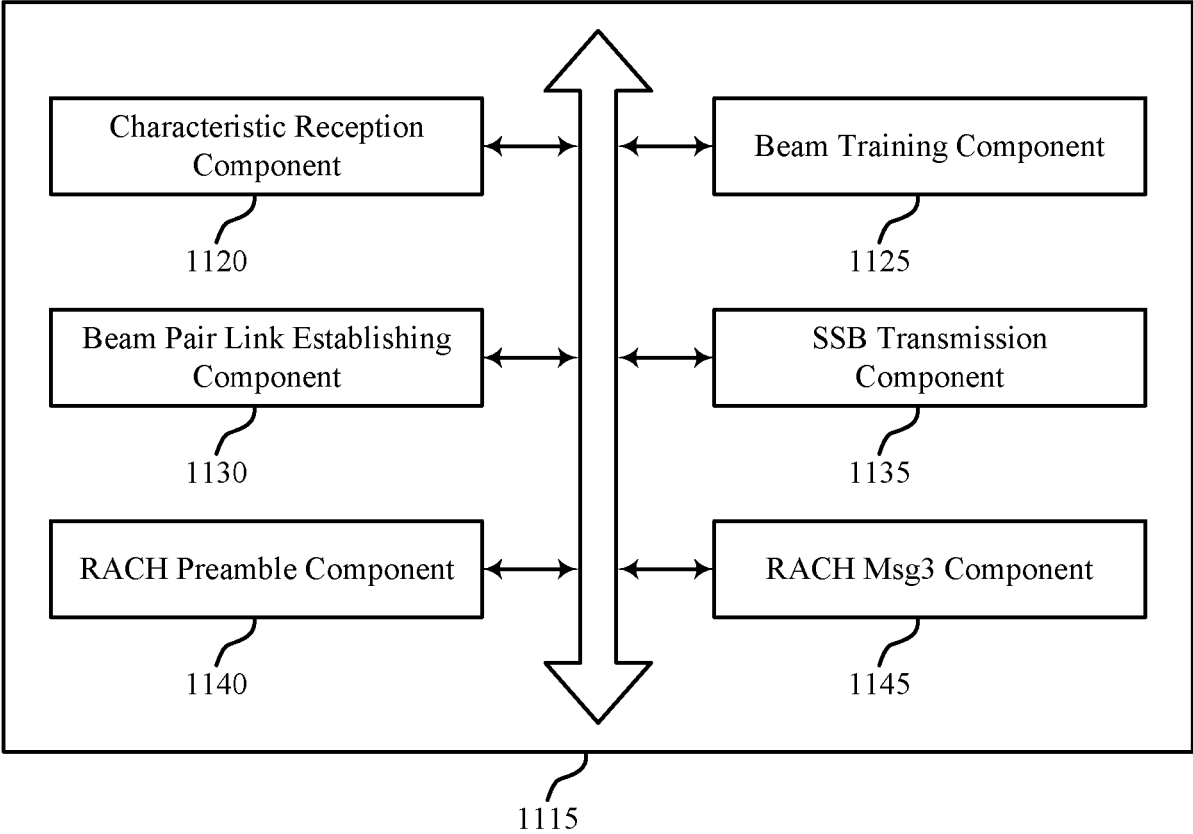 Characteristic Reception
Component
1120
Beam Training Component
1125
Beam Pair Link Establishing
Component
1130
SSB Transmission
Component
1135
RACH Preamble Component
1140
RACH Msg3 Component
1145
1115